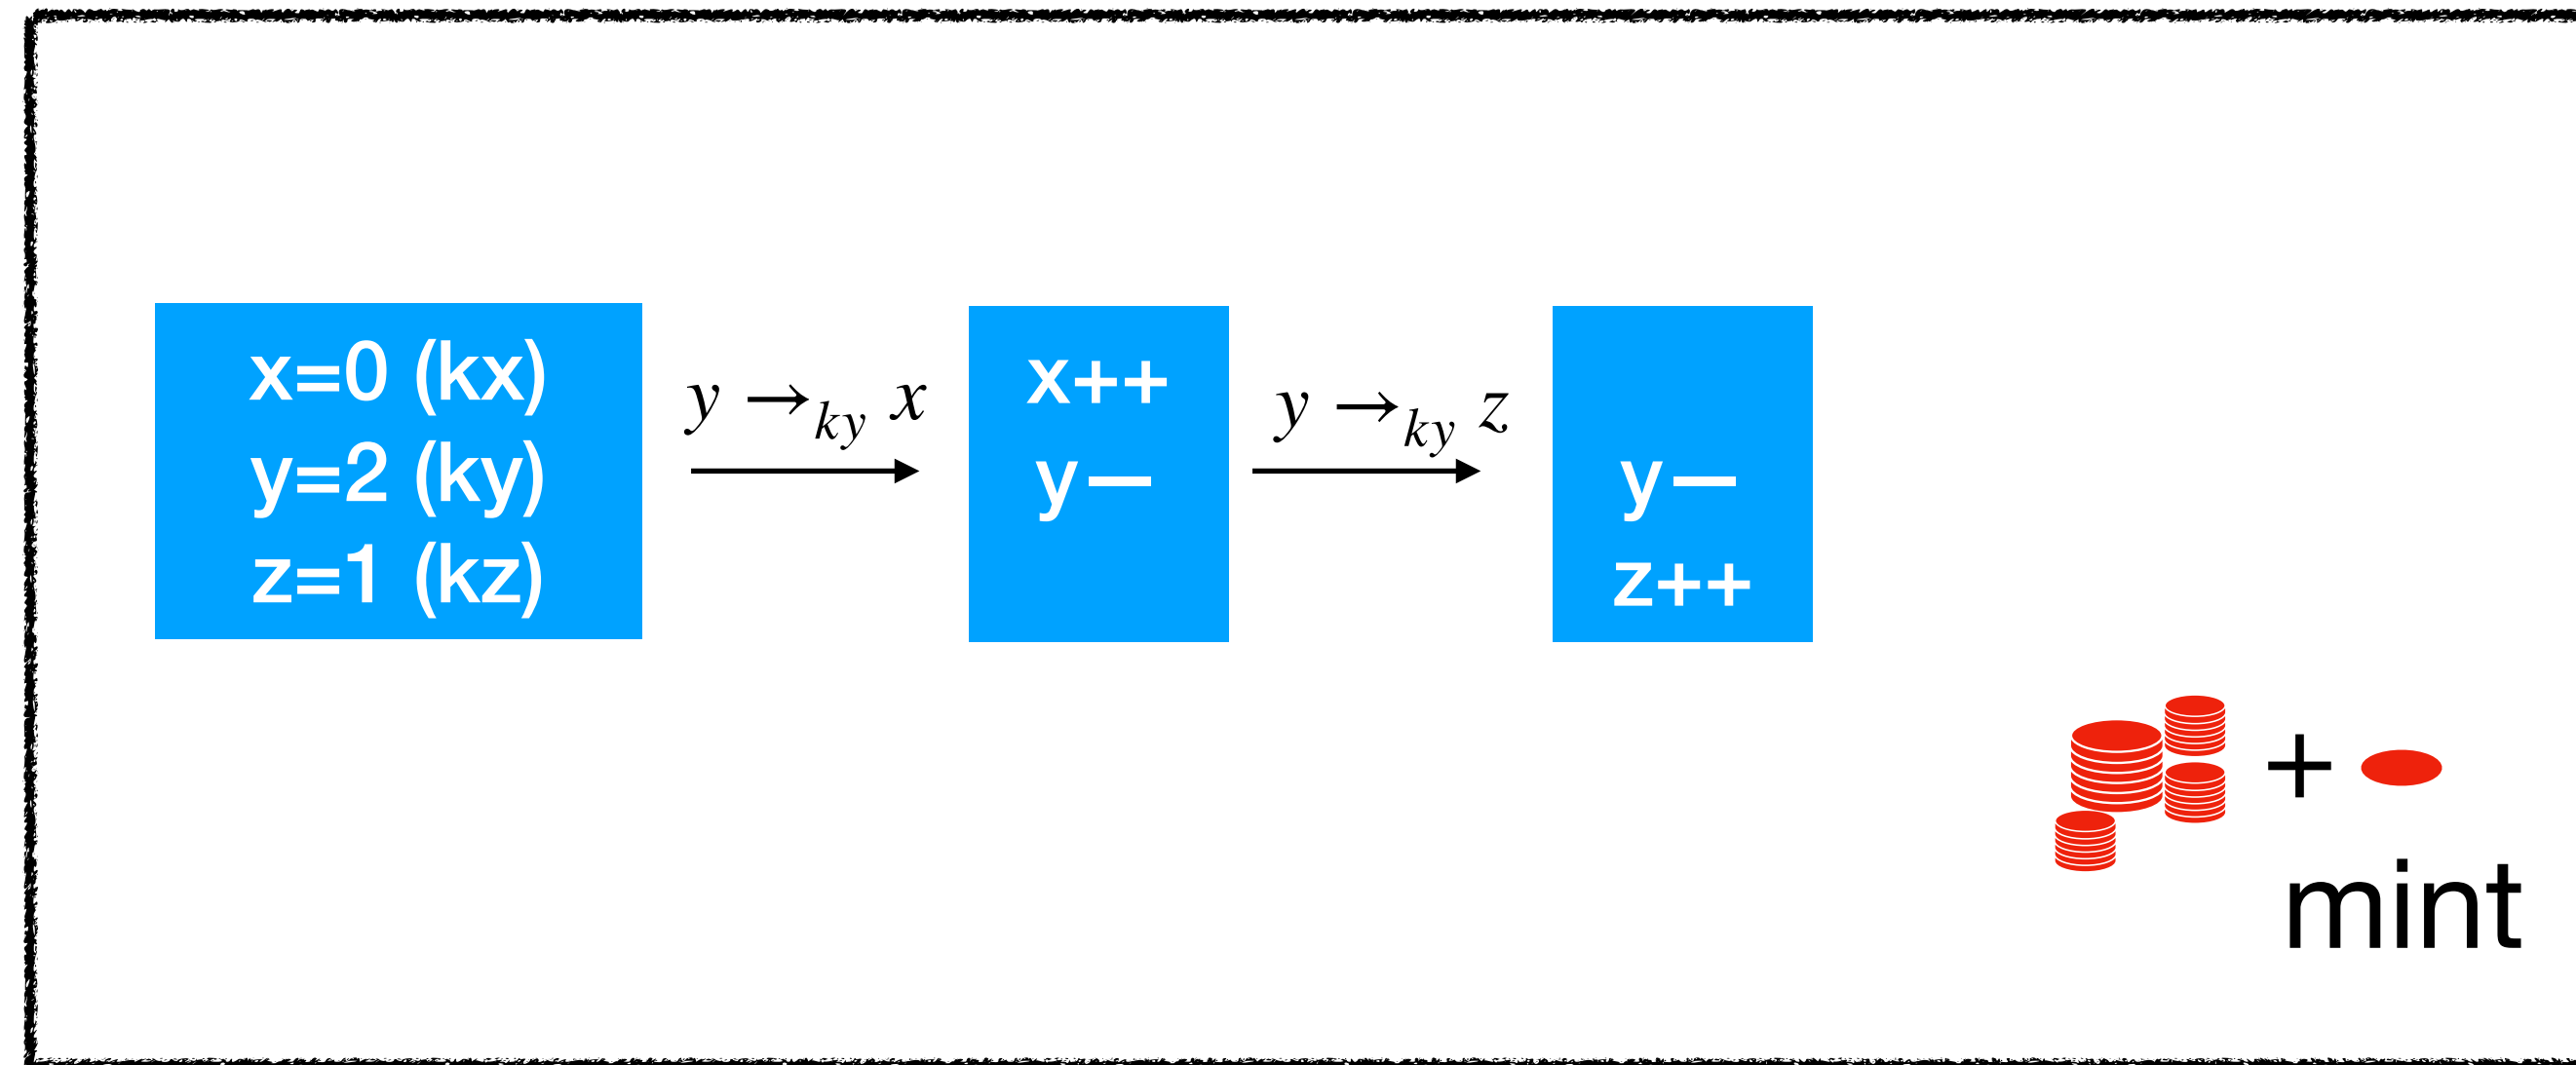 x=0 (kx)
y=2 (ky)
z=1 (kz)
y →ky x
x++
y—
y →ky z
y—
z++
+
mint